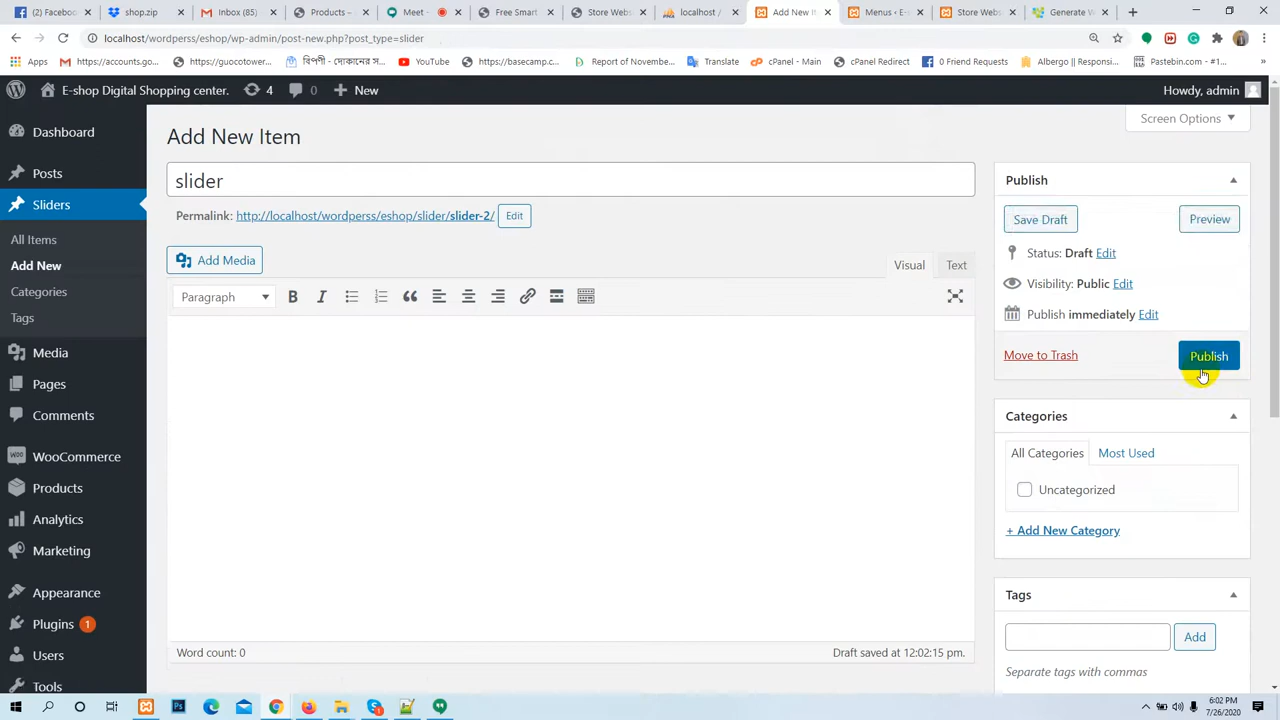 (2) Facebook
shop.zip
Inbox (8)
Products –
Meet –
Free Smart
Store Webs
localhost /
Add New I
Menus ‹ E-
Store Webs
Generate W
localhost/wordperss/eshop/wp-admin/post-new.php?post_type=slider
Apps
https://accounts.go...
https://guocotower...
বিপণী - দোকানের স...
YouTube
https://basecamp.c...
Report of Novembe...
Translate
cPanel - Main
cPanel Redirect
0 Friend Requests
Albergo || Responsi...
Pastebin.com - #1...
E-shop Digital Shopping center.
4
0
New
Howdy, admin
Screen Options
Dashboard
Posts
Sliders
All Items
Add New
Categories
Tags
Media
Pages
Comments
WooCommerce
Products
Analytics
Marketing
Appearance
Plugins 1
Users
Tools
Add New Item
slider
Permalink: http://localhost/wordperss/eshop/slider/slider-2/ Edit
Add Media
Visual
Text
Paragraph
B
I
Word count: 0
Draft saved at 12:02:15 pm.
Publish
Save Draft
Preview
Status: Draft Edit
Visibility: Public Edit
Publish immediately Edit
Move to Trash
Publish
Categories
All Categories
Most Used
Uncategorized
+ Add New Category
Tags
Add
Separate tags with commas
6:02 PM
7/26/2020